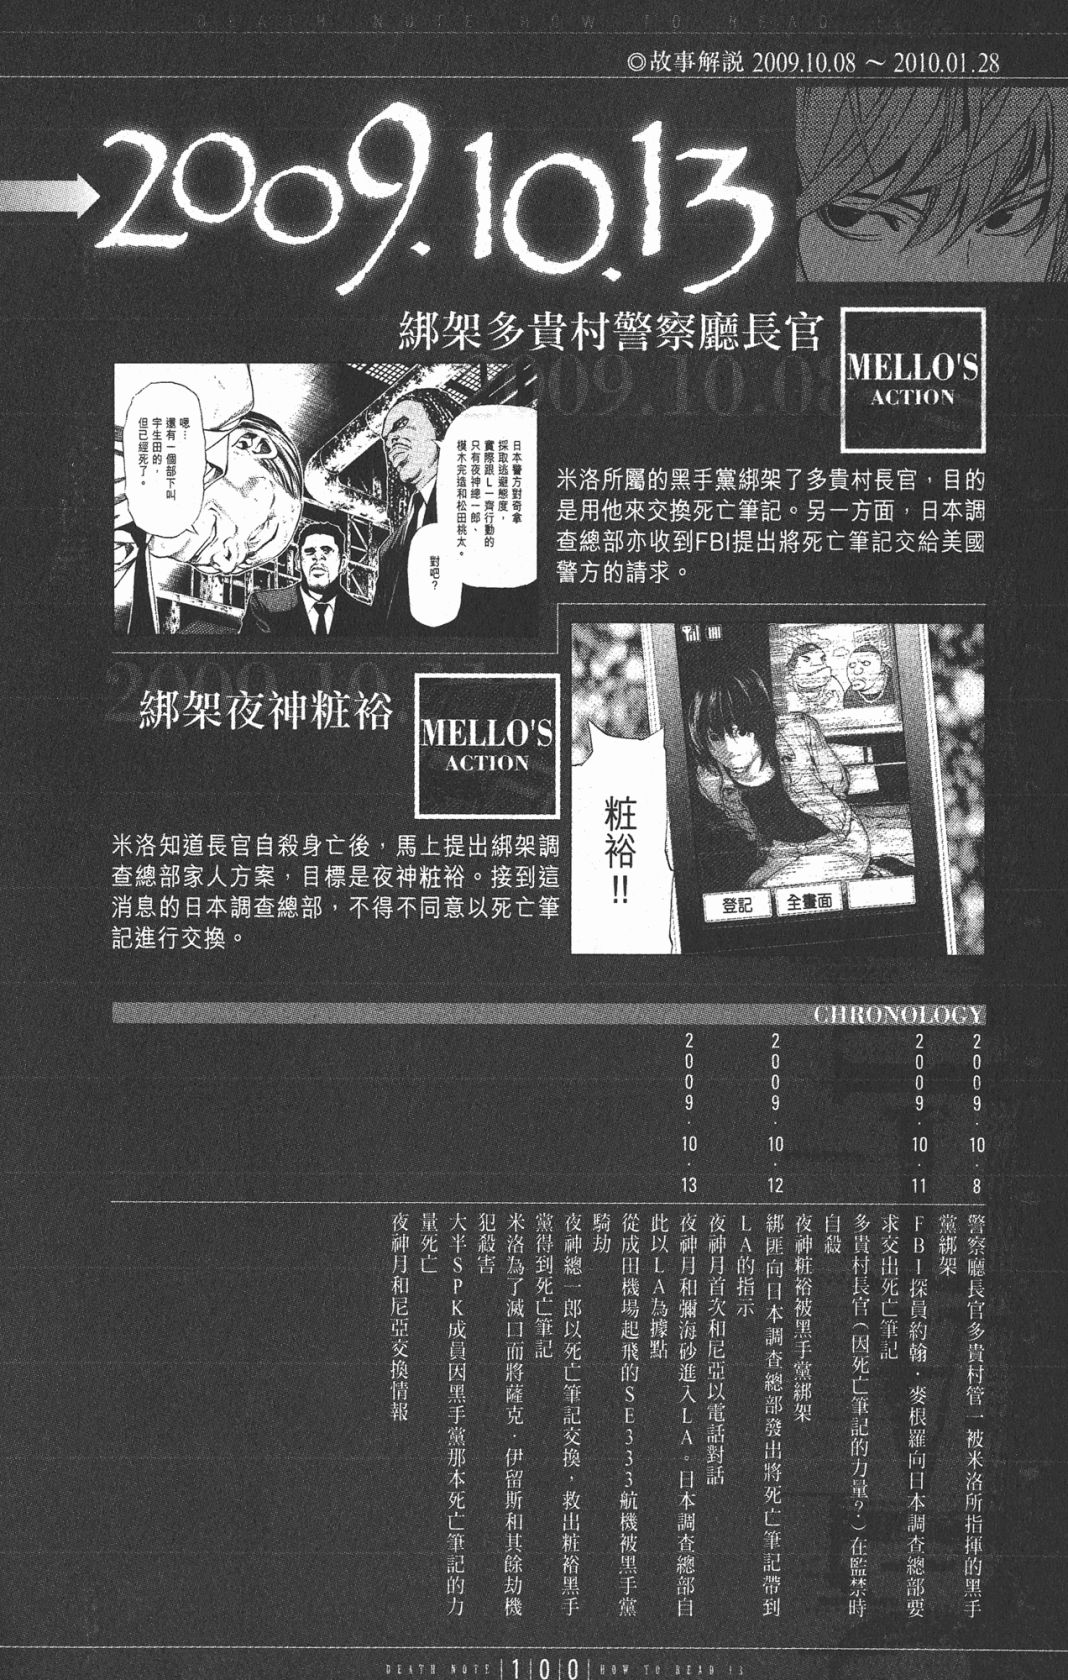 DEATH NOTE HOW TO READ
◎故事解說 2009.10.08 ～ 2010.01.28
2009.10.13
綁架多貴村警察廳長官
MELLO'S
ACTION
2009.10.08
米洛所屬的黑手黨綁架了多貴村長官，目的
是用他來交換死亡筆記。另一方面，日本調
查總部亦收到FBI提出將死亡筆記交給美國
警方的請求。
日本警方對奇拿
採取逃避態度，
實際跟L一齊行動的
只有夜神總一郎、
模木完造和松田桃太。
對吧？
嗯…
還有一個部下叫
宇生田的，
但已經死了。
2009.10.11
綁架夜神粧裕
MELLO'S
ACTION
米洛知道長官自殺身亡後，馬上提出綁架調
查總部家人方案，目標是夜神粧裕。接到這
消息的日本調查總部，不得不同意以死亡筆
記進行交換。
粧裕!!
登記
全畫面
CHRONOLOGY
2009．10．8
警察廳長官多貴村管一被米洛所指揮的黑手
黨綁架
2009．10．11
FBI探員約翰．麥根羅向日本調查總部要
求交出死亡筆記
多貴村長官（因死亡筆記的力量？）在監禁時
自殺
夜神粧裕被黑手黨綁架
2009．10．12
綁匪向日本調查總部發出將死亡筆記帶到
LA的指示
夜神月首次和尼亞以電話對話
2009．10．13
夜神月和彌海砂進入LA。日本調查總部自
此以LA為據點
從成田機場起飛的SE333航機被黑手黨
騎劫
夜神總一郎以死亡筆記交換，救出粧裕黑手
黨得到死亡筆記
米洛為了滅口而將薩克．伊留斯和其餘劫機
犯殺害
大半SPK成員因黑手黨那本死亡筆記的力
量死亡
夜神月和尼亞交換情報
DEATH NOTE |100| HOW TO READ 13